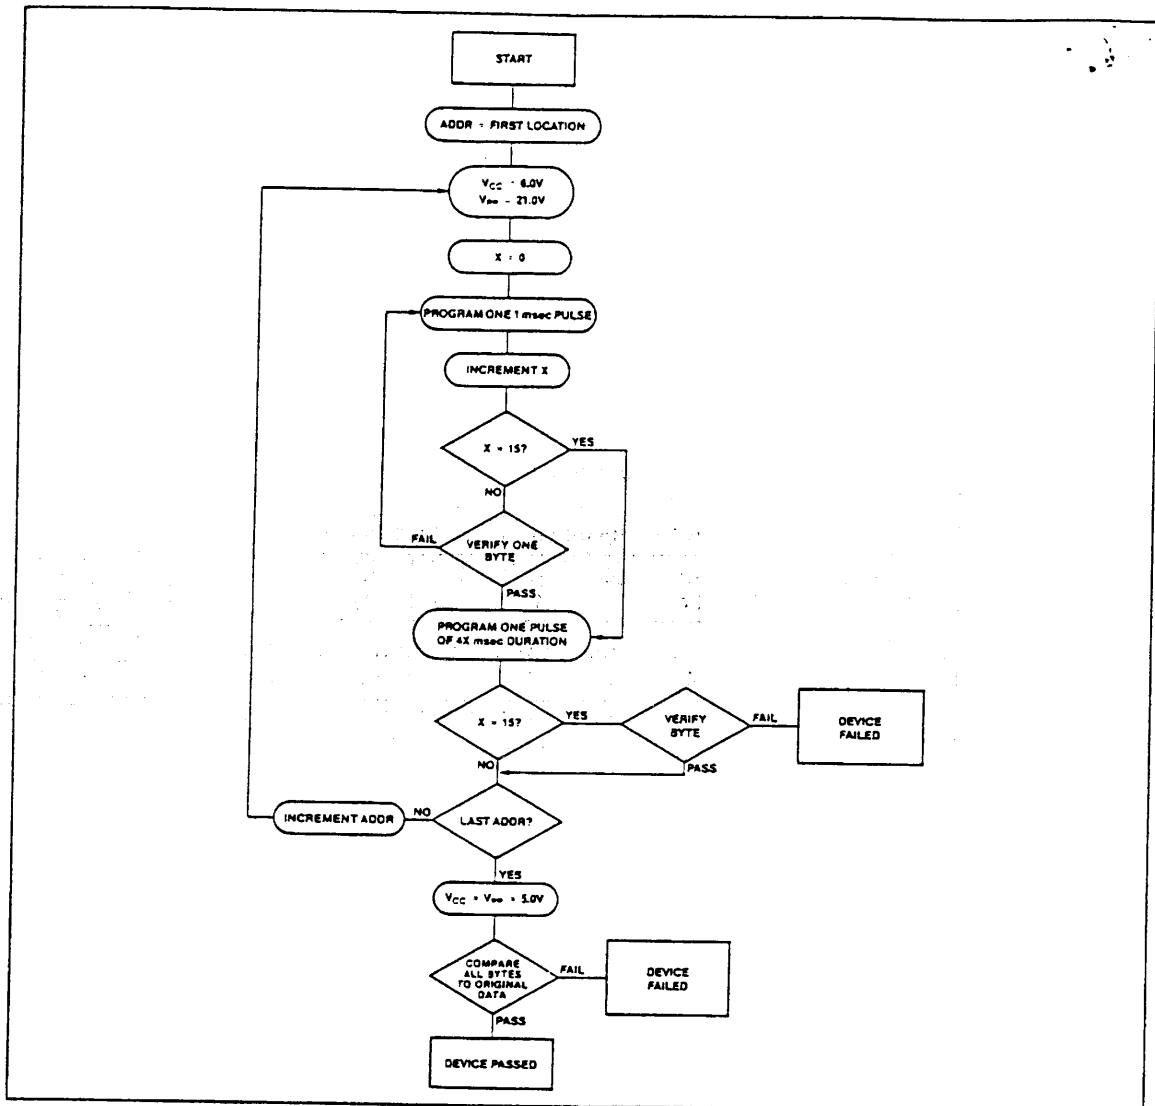 START
ADDR = FIRST LOCATION
VCC = 6.0V
VPP = 21.0V
X = 0
PROGRAM ONE 1 msec PULSE
INCREMENT X
X = 15?
YES
NO
FAIL
VERIFY ONE
BYTE
PASS
PROGRAM ONE PULSE
OF 4X msec DURATION
X = 15?
YES
VERIFY
BYTE
FAIL
DEVICE
FAILED
NO
PASS
INCREMENT ADDR
NO
LAST ADDR?
YES
VCC = VPP = 5.0V
COMPARE
ALL BYTES
TO ORIGINAL
DATA
FAIL
DEVICE
FAILED
PASS
DEVICE PASSED